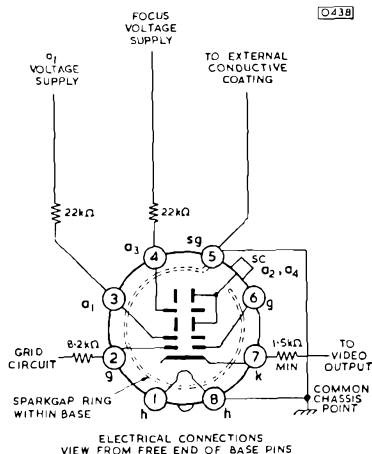 0438
FOCUS
VOLTAGE
SUPPLY
a1
VOLTAGE
SUPPLY
TO EXTERNAL
CONDUCTIVE
COATING
22kΩ
22kΩ
a3
4
sg
5
SC
a2, a4
a1
3
6
g
GRID
CIRCUIT
8·2kΩ
2
g
7
k
1·5kΩ
MIN
TO
VIDEO
OUTPUT
SPARKGAP RING
WITHIN BASE
h
1
8
h
COMMON
CHASSIS
POINT
ELECTRICAL CONNECTIONS
VIEW FROM FREE END OF BASE PINS